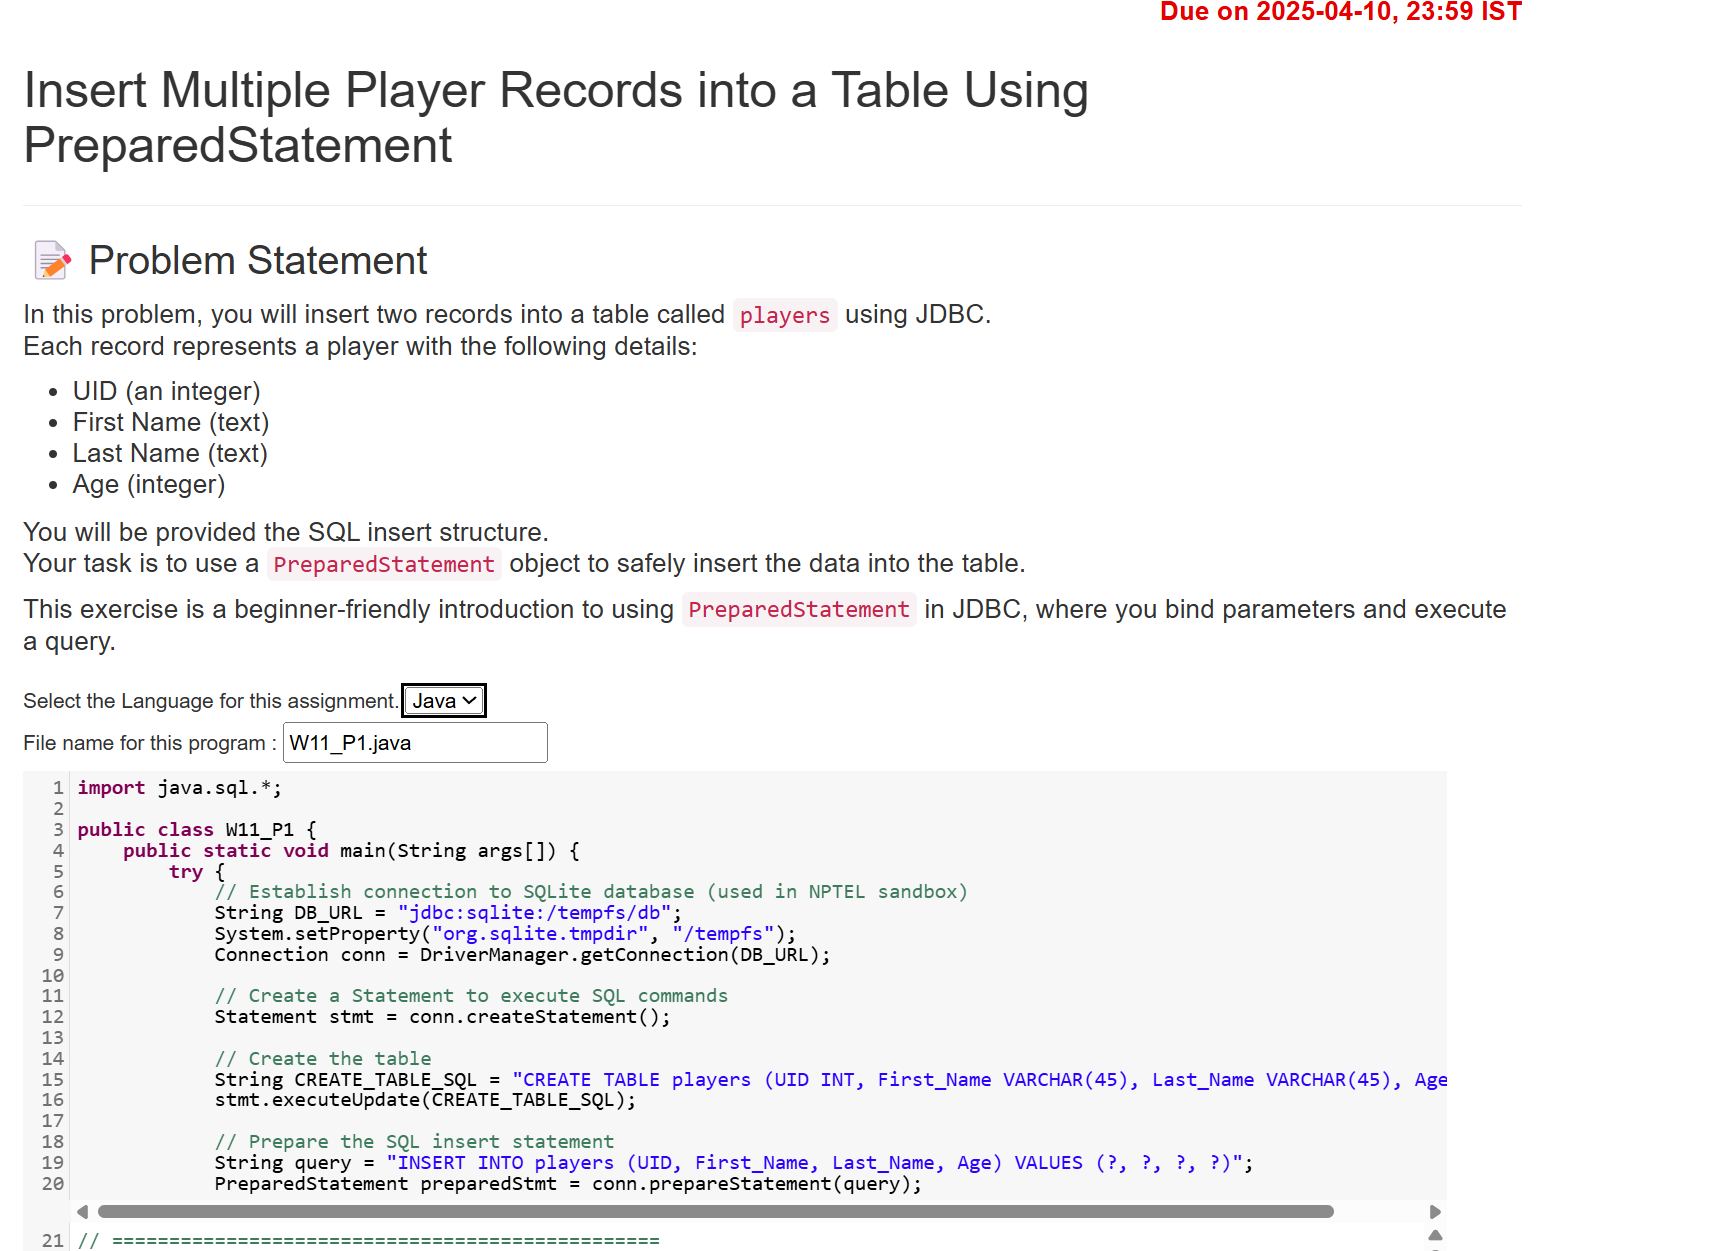 Due on 2025-04-10, 23:59 IST
Insert Multiple Player Records into a Table Using
PreparedStatement
Problem Statement
In this problem, you will insert two records into a table called players using JDBC.
Each record represents a player with the following details:
• UID (an integer)
• First Name (text)
• Last Name (text)
• Age (integer)
You will be provided the SQL insert structure.
Your task is to use a PreparedStatement object to safely insert the data into the table.
This exercise is a beginner-friendly introduction to using PreparedStatement in JDBC, where you bind parameters and execute
a query.
Select the Language for this assignment. Java
File name for this program : W11_P1.java
1 import java.sql.*;
2
3 public class W11_P1 {
4     public static void main(String args[]) {
5         try {
6             // Establish connection to SQLite database (used in NPTEL sandbox)
7             String DB_URL = "jdbc:sqlite:/tempfs/db";
8             System.setProperty("org.sqlite.tmpdir", "/tempfs");
9             Connection conn = DriverManager.getConnection(DB_URL);
10
11             // Create a Statement to execute SQL commands
12             Statement stmt = conn.createStatement();
13
14             // Create the table
15             String CREATE_TABLE_SQL = "CREATE TABLE players (UID INT, First_Name VARCHAR(45), Last_Name VARCHAR(45), Age
16             stmt.executeUpdate(CREATE_TABLE_SQL);
17
18             // Prepare the SQL insert statement
19             String query = "INSERT INTO players (UID, First_Name, Last_Name, Age) VALUES (?, ?, ?, ?)";
20             PreparedStatement preparedStmt = conn.prepareStatement(query);
21 // ================================================